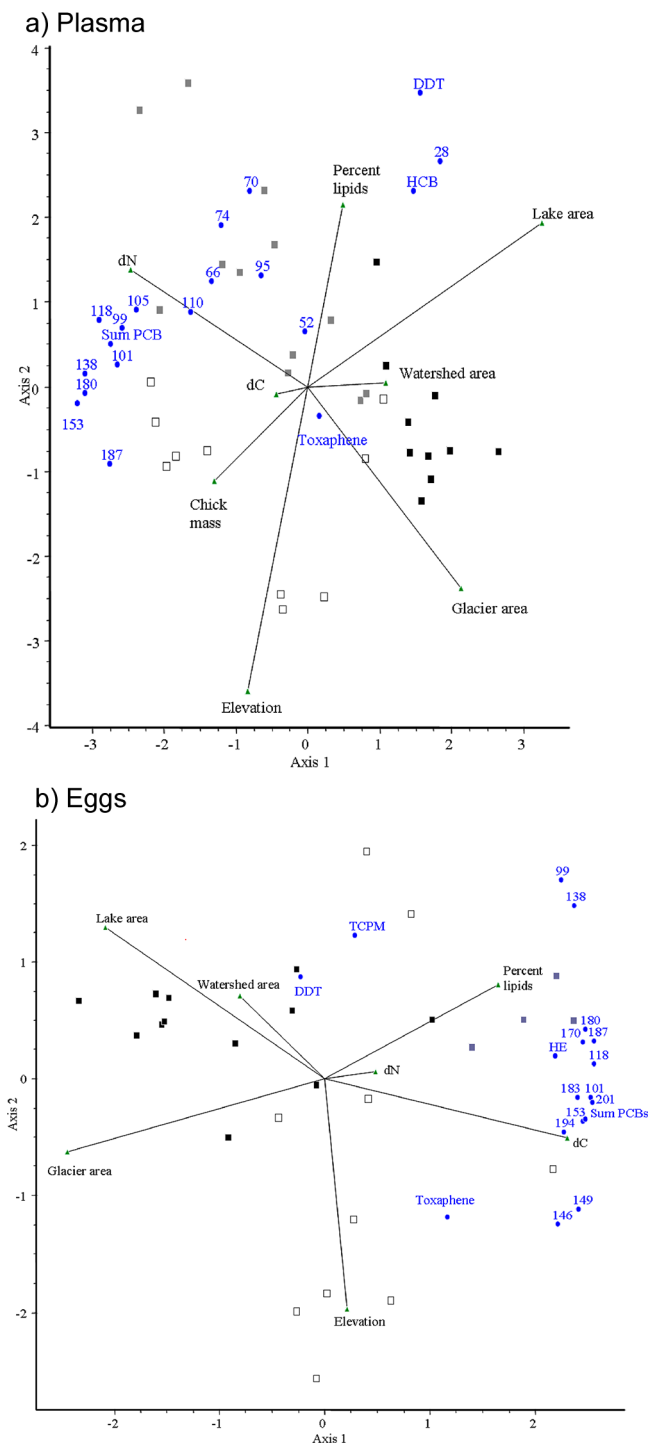 a) Plasma
4
DDT
3
28
Percent
lipids
HCB
70
Lake area
2
74
dN
66
95
1
118
105
99
110
52
Sum PCB
138
101
Watershed area
Axis 2
0
180
dC
153
Toxaphene
-1
187
Chick
mass
-2
Glacier area
-3
Elevation
-4
-3
-2
-1
0
1
2
3
Axis 1
b) Eggs
2
99
138
Lake area
TCPM
1
Watershed area
DDT
Percent
lipids
180
170
187
HE
118
dN
Axis 2
0
183
101
201
153
Sum PCBs
194
dC
Glacier area
-1
Toxaphene
149
146
-2
Elevation
-2
-1
0
1
2
Axis 1